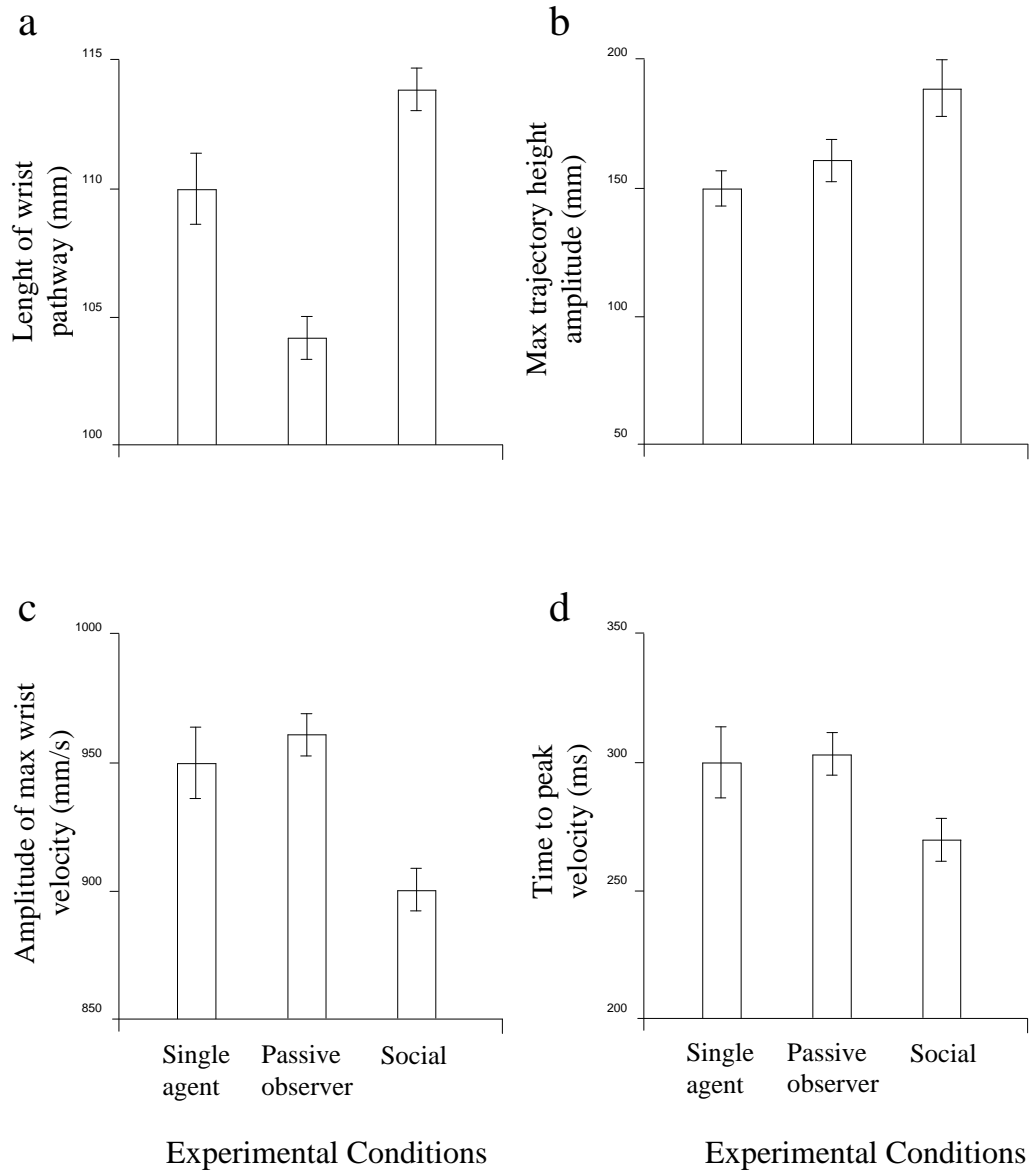 a
115
110
105
100
Lenght of wrist
pathway (mm)
b
200
150
100
50
Max trajectory height
amplitude (mm)
c
1000
950
900
850
Amplitude of max wrist
velocity (mm/s)
Single
agent
Passive
observer
Social
Experimental Conditions
d
350
300
250
200
Time to peak
velocity (ms)
Single
agent
Passive
observer
Social
Experimental Conditions